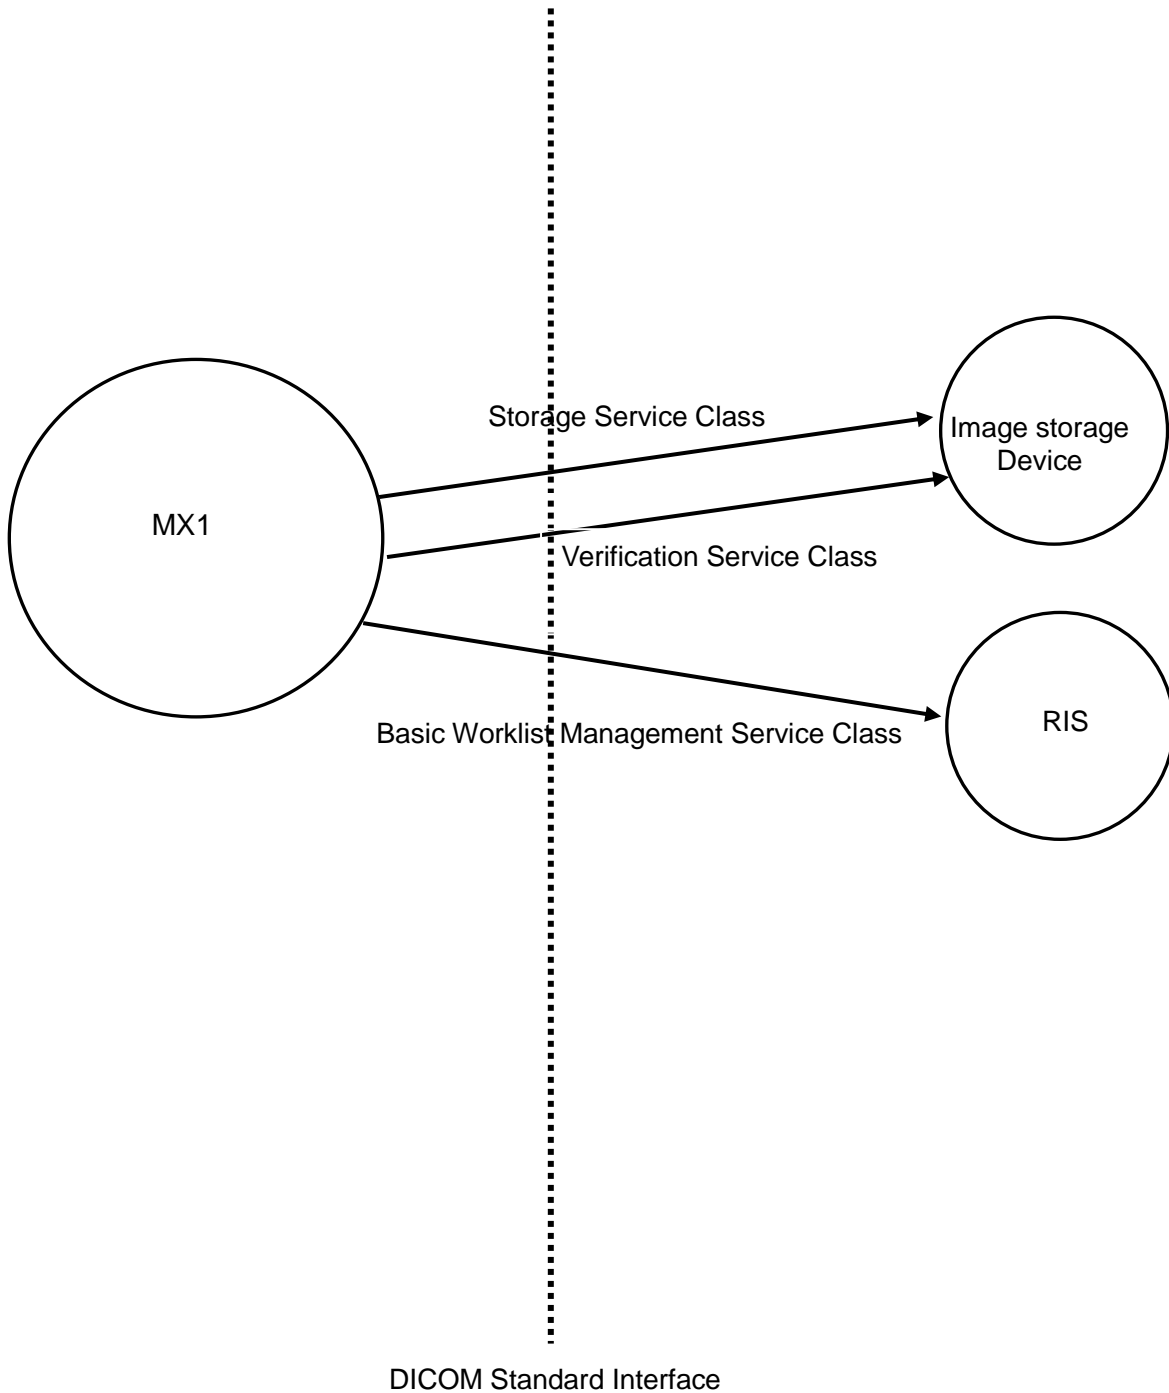 Storage Service Class
Image storage
Device
MX1
Verification Service Class
RIS
Basic Worklist Management Service Class
DICOM Standard Interface